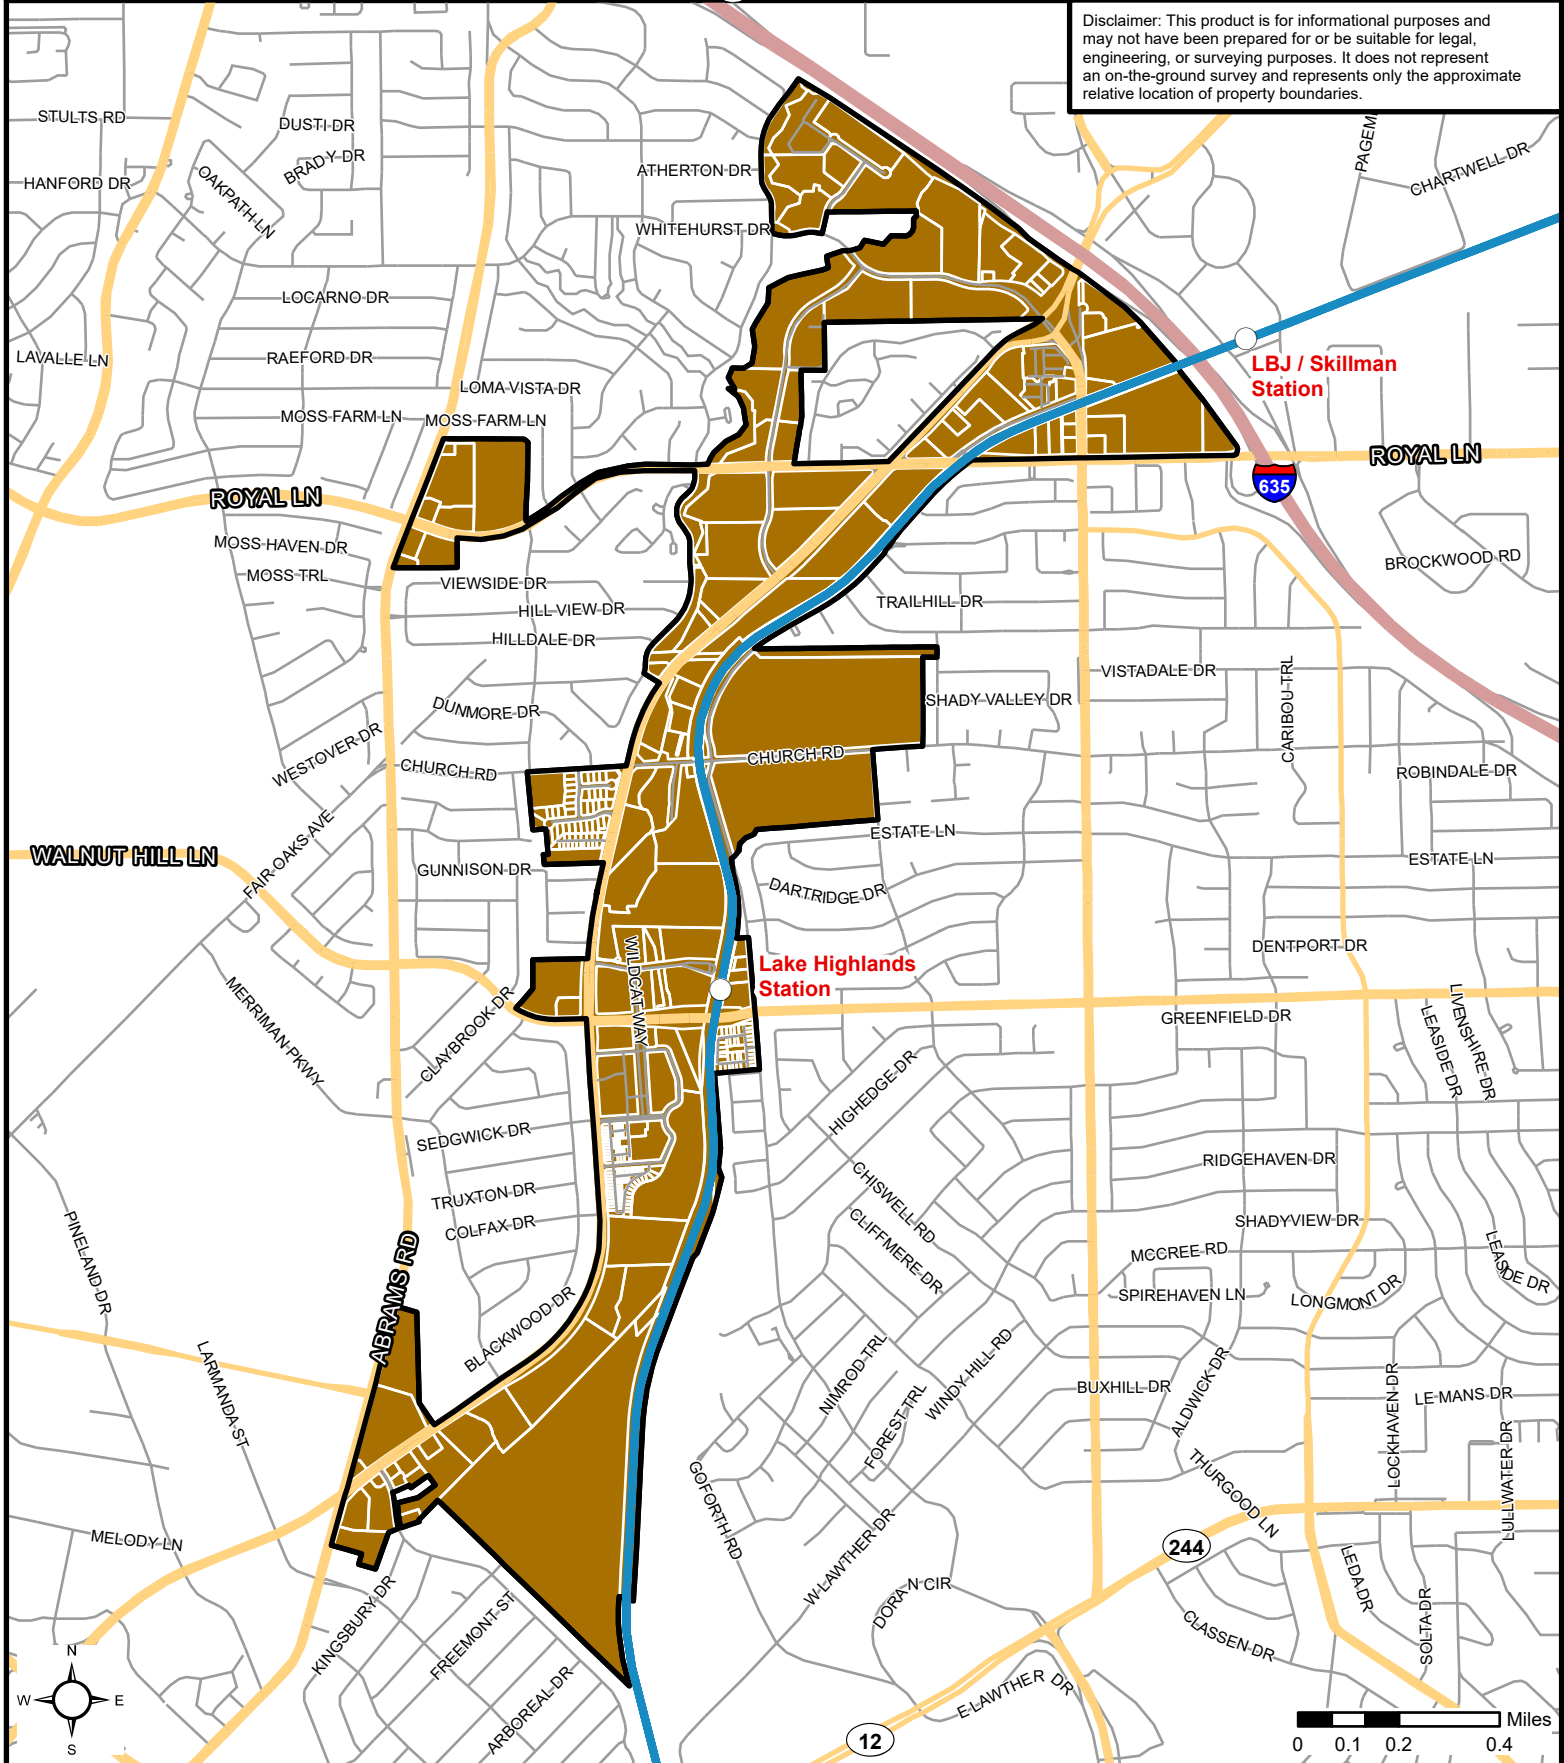 Disclaimer: This product is for informational purposes and
may not have been prepared for or be suitable for legal,
engineering, or surveying purposes. It does not represent
an on-the-ground survey and represents only the approximate
relative location of property boundaries.
STULTS RD
DUSTI DR
BRADY DR
HANFORD DR
OAKPATH LN
ATHERTON DR
CHARTWELL DR
WHITEHURST DR
LOCARNO DR
LAVALLE LN
RAEFORD DR
LOMA VISTA DR
LBJ / Skillman
Station
MOSS FARM LN
MOSS FARM LN
ROYAL LN
ROYAL LN
635
MOSS HAVEN DR
MOSS TRL
VIEWSIDE DR
BROCKWOOD RD
HILL VIEW DR
TRAILHILL DR
HILLDALE DR
VISTADALE DR
CARIBOU TRL
SHADY VALLEY DR
DUNMORE DR
WESTOVER DR
CHURCH RD
CHURCH RD
ROBINDALE DR
ESTATE LN
ESTATE LN
WALNUT HILL LN
FAIR OAKS AVE
GUNNISON DR
DARTRIDGE DR
DENTPORT DR
WILDCAT WAY
Lake Highlands
Station
MERRIMAN PKWY
CLAYBROOK DR
GREENFIELD DR
LEASIDE DR
LIVENSHIRE DR
HIGHEDGE DR
SEDGWICK DR
RIDGEHAVEN DR
CHISWELL RD
TRUXTON DR
COLFAX DR
CLIFFMERE DR
SHADYVIEW DR
MCCREE RD
LEASIDE DR
PINELAND DR
ABRAMS RD
SPIREHAVEN LN
LONGMONT DR
BLACKWOOD DR
LARMANDA ST
NIMROD TRL
WINDY HILL RD
FOREST TRL
BUXHILL DR
ALDWICK DR
LOCKHAVEN DR
LE MANS DR
LULLWATER DR
GOFORTH RD
THURGOOD LN
W LAWTHER DR
MELODY LN
244
DORAN CIR
LEDA DR
SOLTA DR
CLASSEN DR
KINGSBURY DR
FREEMONT ST
ARBOREAL DR
E LAWTHER DR
12
N
W E
S
Miles
0 0.1 0.2 0.4